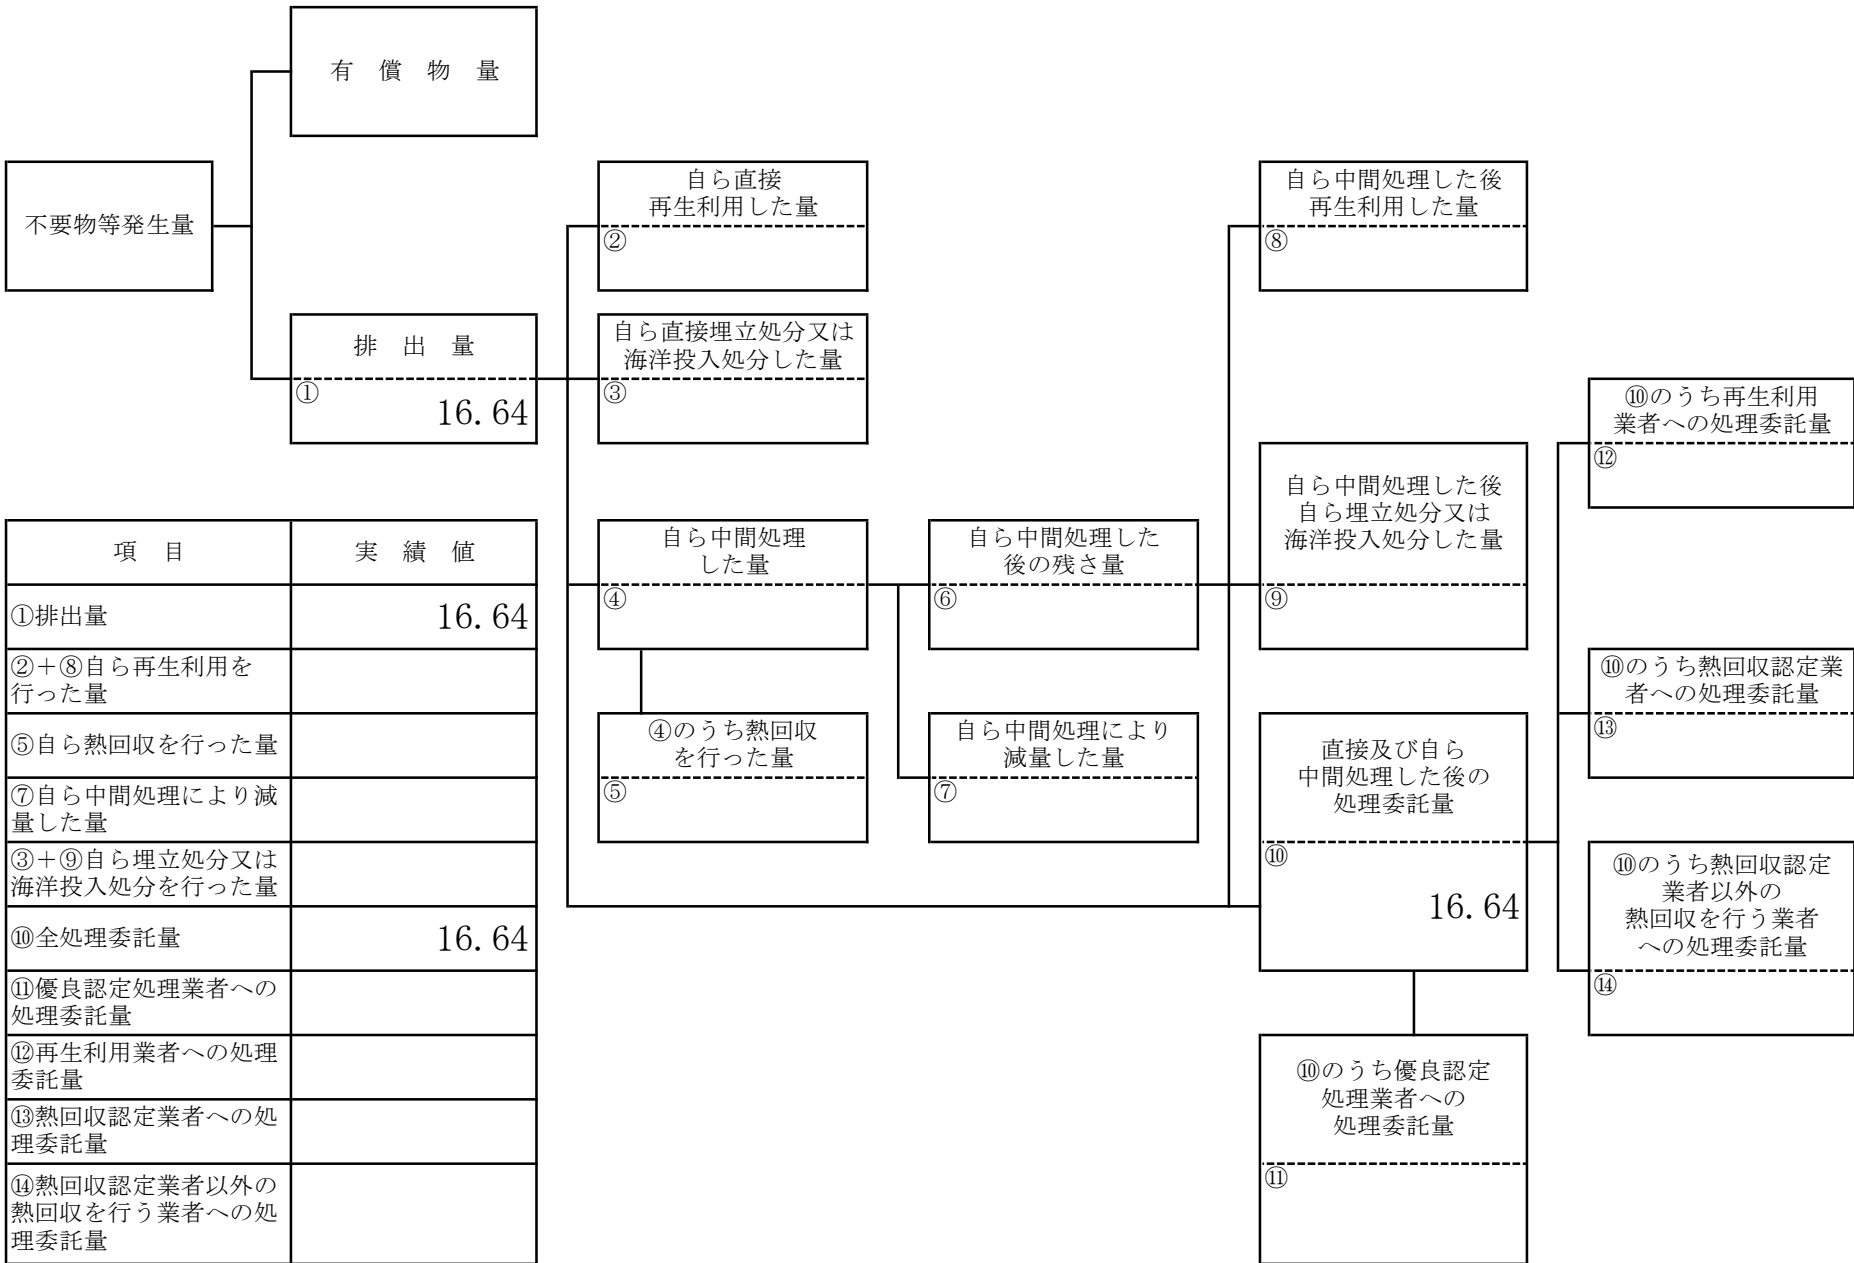 有　償　物　量
不要物等発生量
排　出　量
①
16.64
自ら直接
再生利用した量
②
自ら直接埋立処分又は
海洋投入処分した量
③
自ら中間処理
した量
④
④のうち熱回収
を行った量
⑤
自ら中間処理した
後の残さ量
⑥
自ら中間処理により
減量した量
⑦
自ら中間処理した後
再生利用した量
⑧
自ら中間処理した後
自ら埋立処分又は
海洋投入処分した量
⑨
直接及び自ら
中間処理した後の
処理委託量
⑩
16.64
⑩のうち優良認定
処理業者への
処理委託量
⑪
⑩のうち再生利用
業者への処理委託量
⑫
⑩のうち熱回収認定業
者への処理委託量
⑬
⑩のうち熱回収認定
業者以外の
熱回収を行う業者
への処理委託量
⑭
項　目　実　績　値
①排出量　16.64
②＋⑧自ら再生利用を
行った量
⑤自ら熱回収を行った量
⑦自ら中間処理により減
量した量
③＋⑨自ら埋立処分又は
海洋投入処分を行った量
⑩全処理委託量　16.64
⑪優良認定処理業者への
処理委託量
⑫再生利用業者への処理
委託量
⑬熱回収認定業者への処
理委託量
⑭熱回収認定業者以外の
熱回収を行う業者への処
理委託量